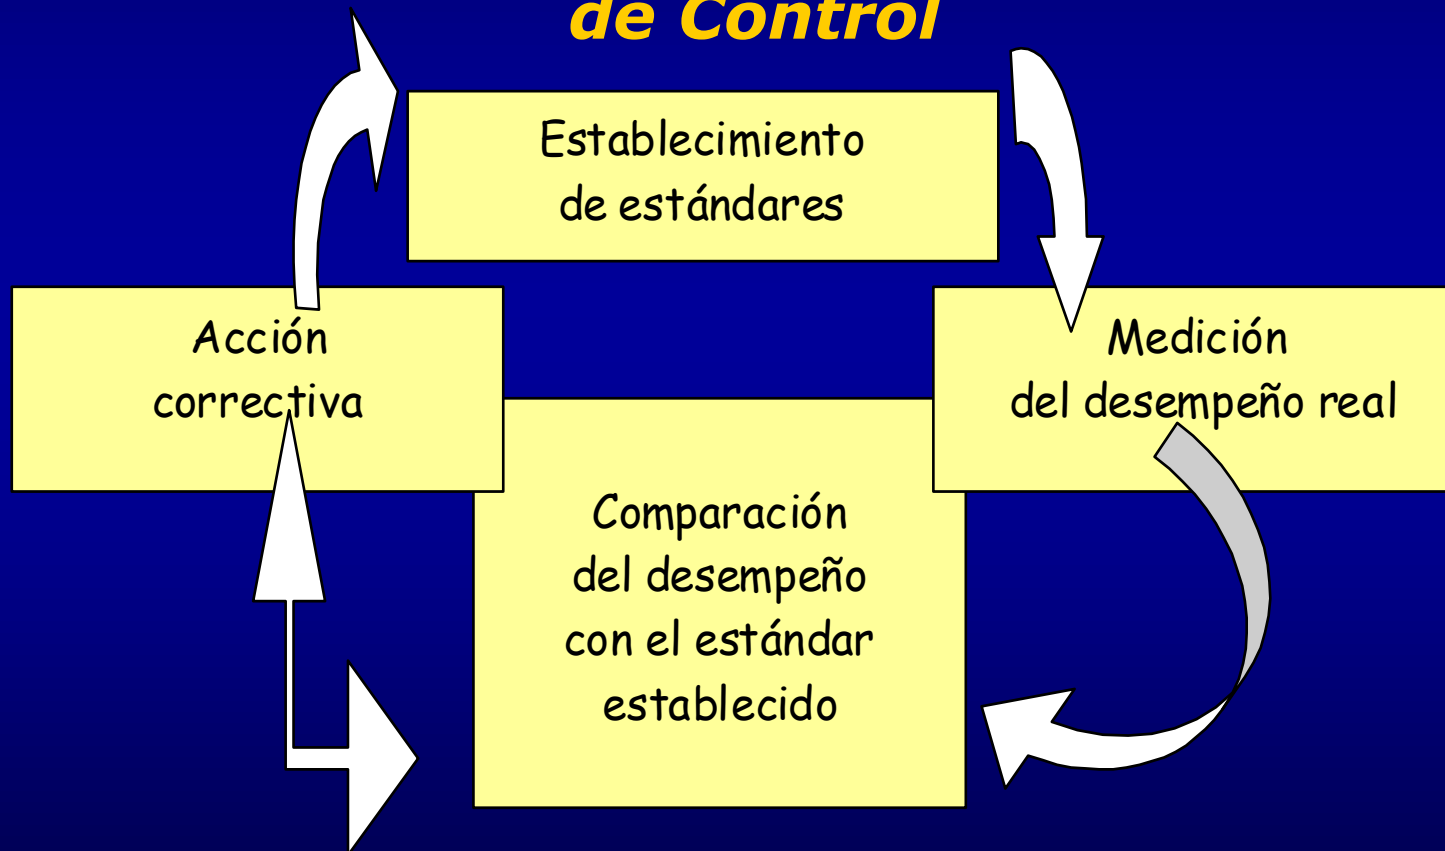 de Control
Establecimiento
de estándares
Acción
correctiva
Medición
del desempeño real
Comparación
del desempeño
con el estándar
establecido